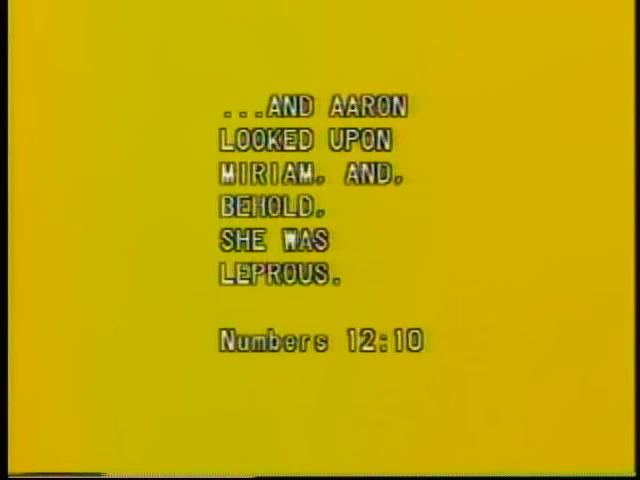 ...AND AARON
LOOKED UPON
MIRIAM, AND,
BEHOLD,
SHE WAS
LEPROUS.
Numbers 12:10